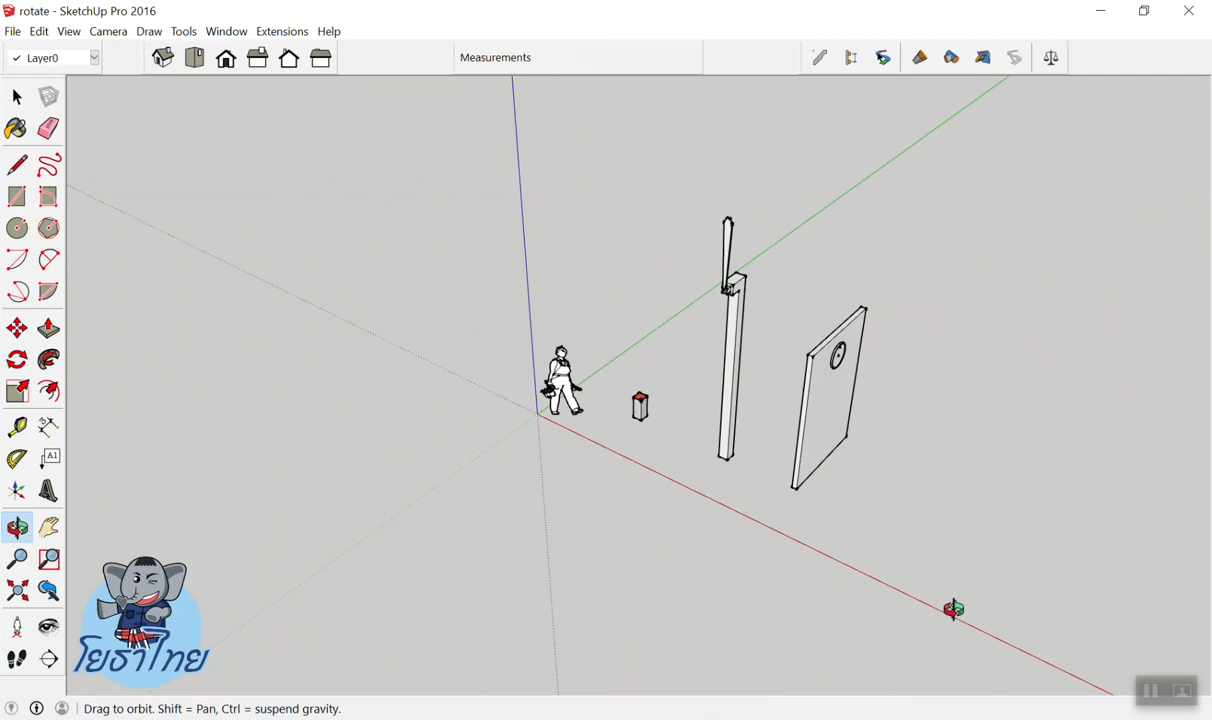 rotate - SketchUp Pro 2016
File Edit View Camera Draw Tools Window Extensions Help
Layer0
Measurements
A1
โยธาไทย
Drag to orbit. Shift = Pan, Ctrl = suspend gravity.